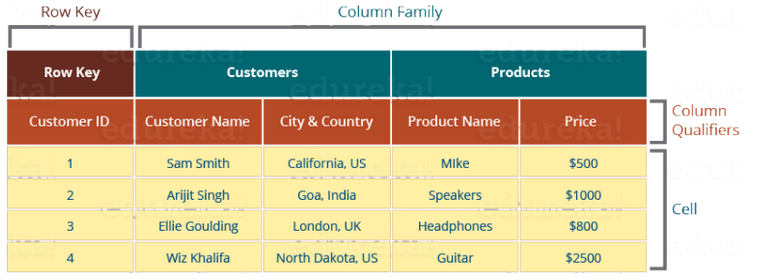 Row Key Column Family
Row Key Customers Products
Customer ID Customer Name City & Country Product Name Price
Column
Qualifiers
1 Sam Smith California, US MIke $500
2 Arijit Singh Goa, India Speakers $1000
3 Ellie Goulding London, UK Headphones $800
Cell
4 Wiz Khalifa North Dakota, US Guitar $2500
edureka!